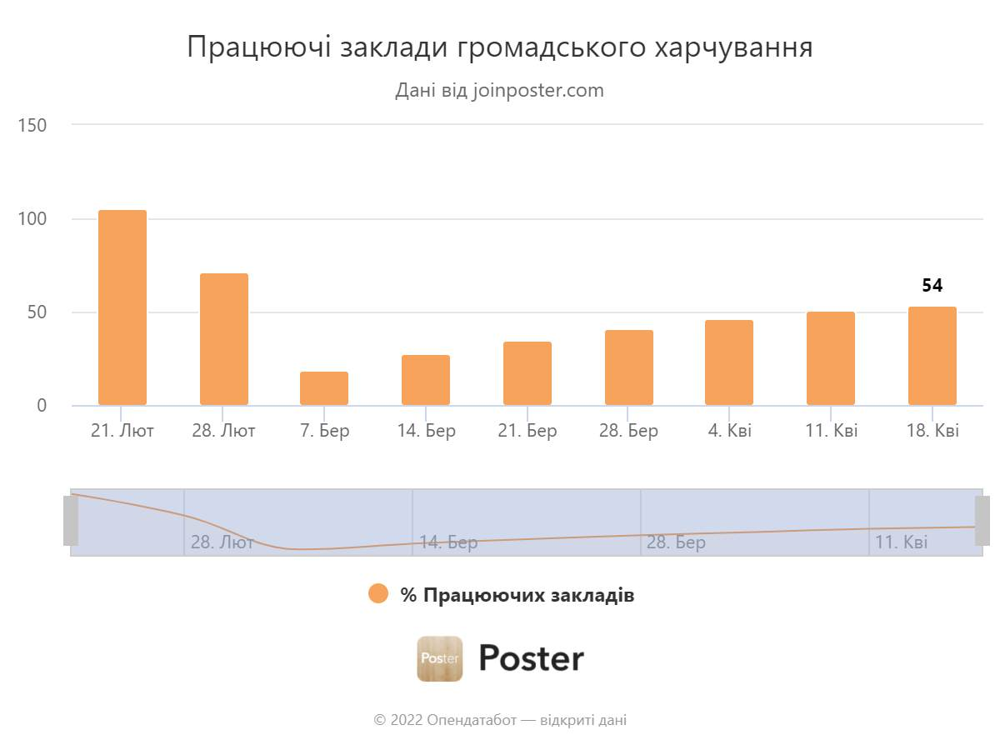 Працюючі заклади громадського харчування
Дані від joinposter.com
150
100
50
0
54
21. Лют 28. Лют 7. Бер 14. Бер 21. Бер 28. Бер 4. Кві 11. Кві 18. Кві
28. Лют 14. Бер 28. Бер 11. Кві
% Працюючих закладів
Poster Poster
© 2022 Опендатабот — відкриті дані